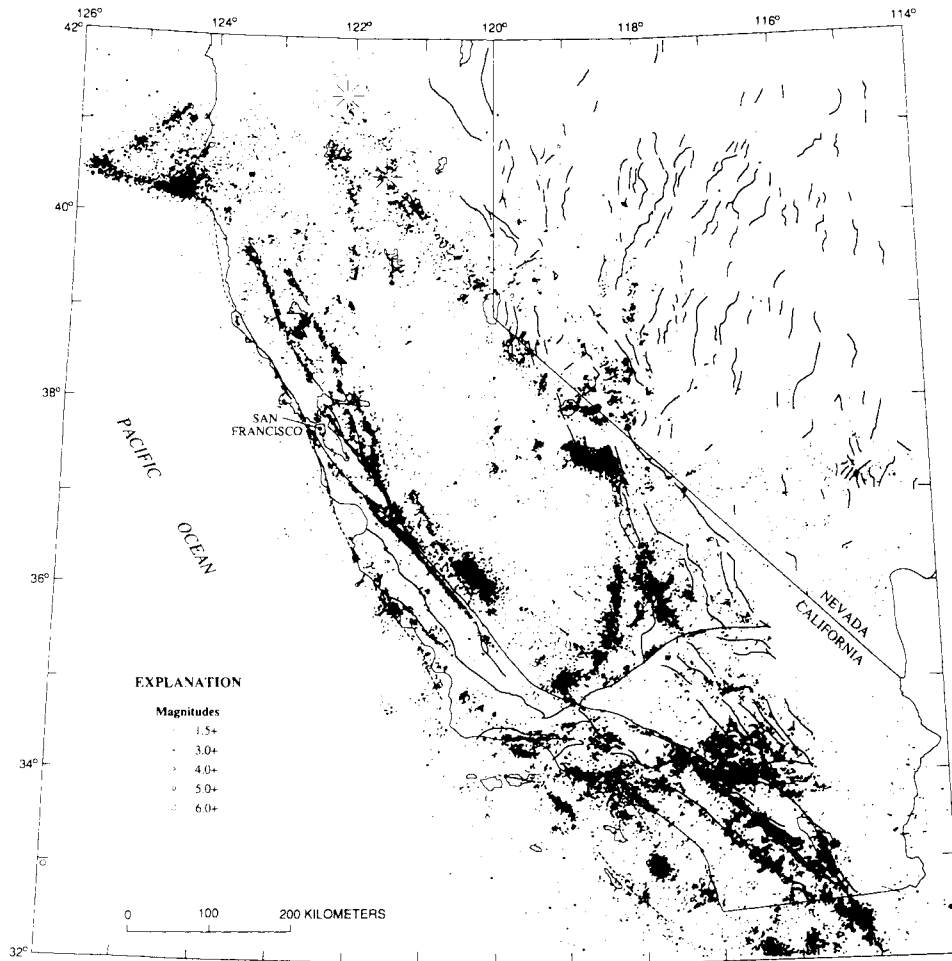 126° 124° 122° 120° 118° 116° 114°
42°
40°
38°
36°
34°
32°
SAN
FRANCISCO
PACIFIC
OCEAN
NEVADA
CALIFORNIA
EXPLANATION
Magnitudes
1.5+
3.0+
4.0+
5.0+
6.0+
0 100 200 KILOMETERS